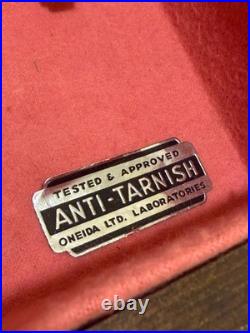 TESTED & APPROVED
ANTI-TARNISH
ONEIDA LTD. LABORATORIES